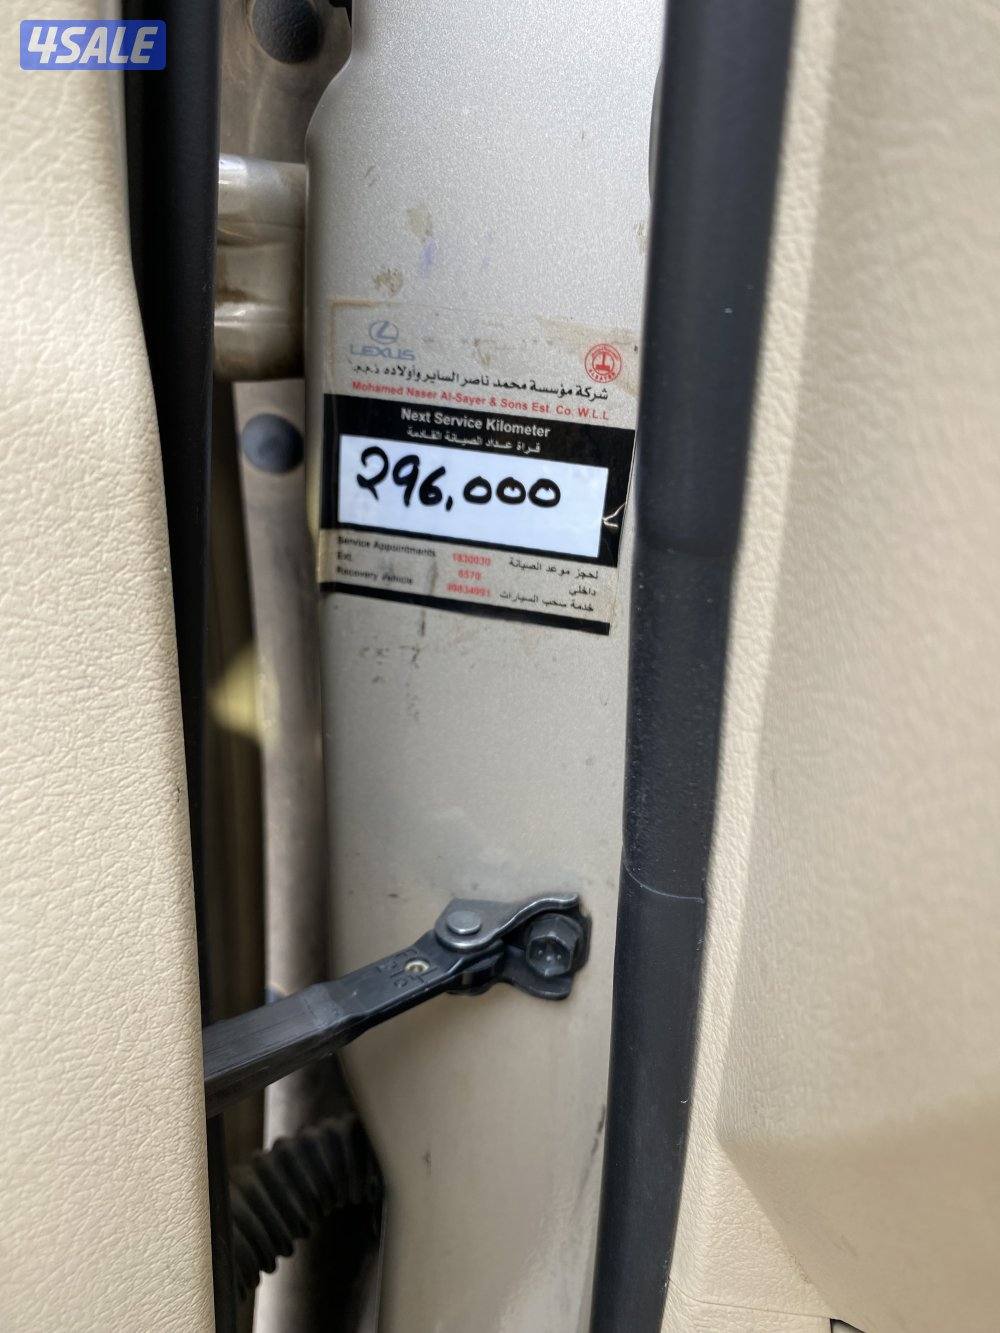 4SALE
LEXUS
شركة مؤسسة محمد ناصر الساير وأولاده ذ.م.م.
Mohamed Naser Al-Sayer & Sons Est. Co. W.L.L
Next Service Kilometer
قراة عداد الصيانة القادمة
296,000
Service Appointments 1830030 لحجز موعد الصيانة
Ext. 6570 داخلي
Recovery Vehicle خدمة سحب السيارات